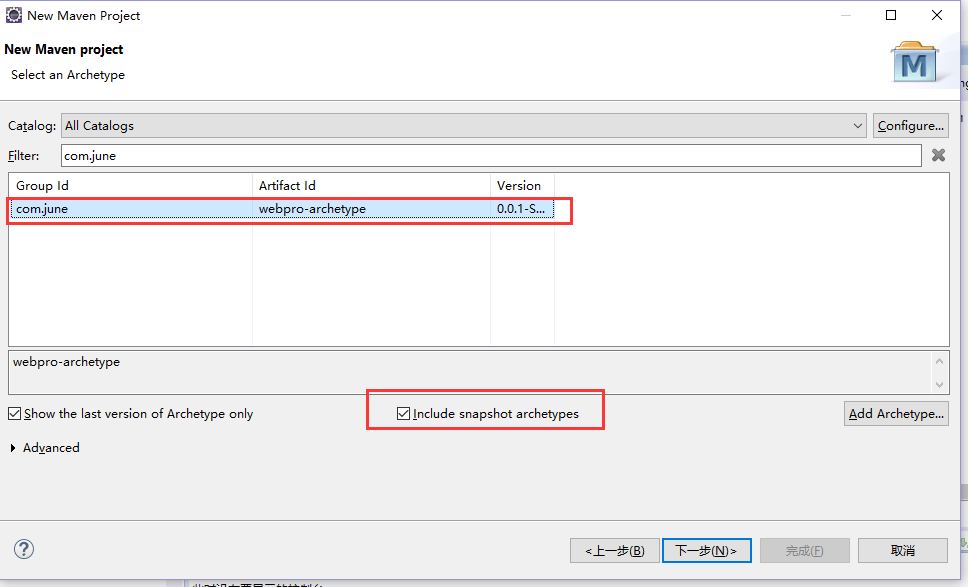 New Maven Project
New Maven project
Select an Archetype
M
Catalog: All Catalogs Configure...
Filter: com.june
Group Id Artifact Id Version
com.june webpro-archetype 0.0.1-S...
webpro-archetype
Show the last version of Archetype only Include snapshot archetypes Add Archetype...
Advanced
? <上一步(B) 下一步(N)> 完成(F) 取消